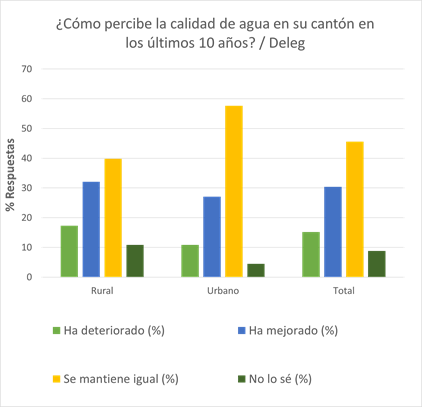 ¿Cómo percibe la calidad de agua en su cantón en
los últimos 10 años? / Deleg
70
60
50
40
30
20
10
0
% Respuestas
Rural
Urbano
Total
Ha deteriorado (%)
Ha mejorado (%)
Se mantiene igual (%)
No lo sé (%)